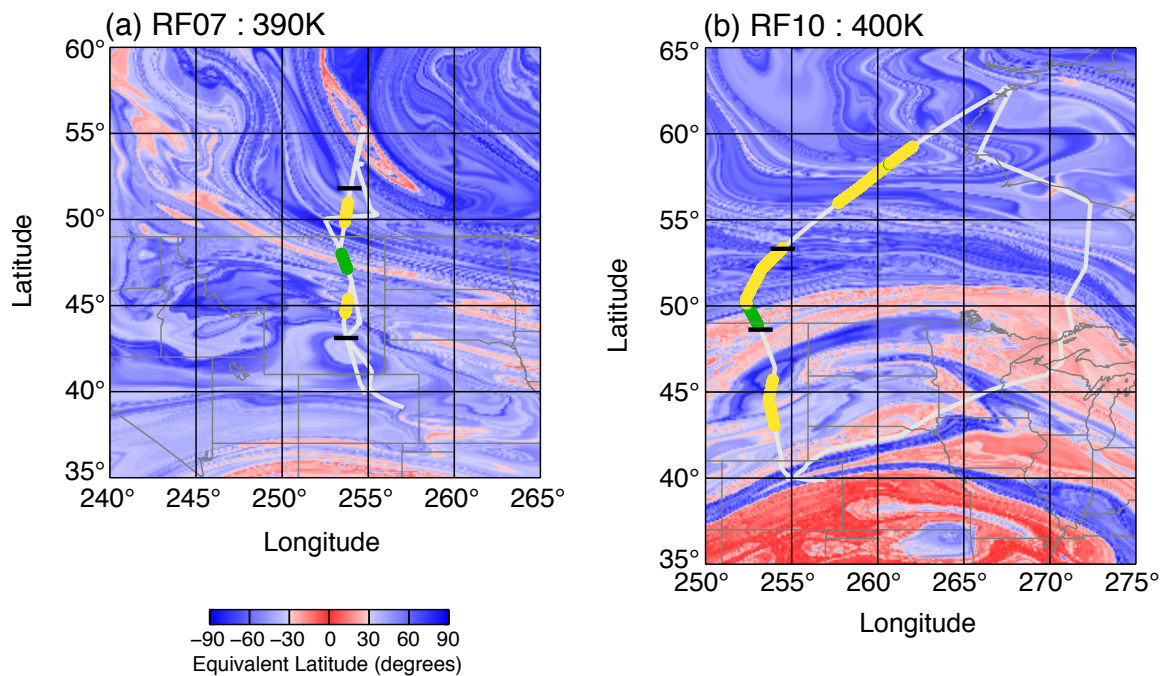 (a) RF07 : 390K
60°
55°
50°
45°
40°
35°
240° 245° 250° 255° 260° 265°
Latitude
Longitude
−90 −60 −30 0 30 60 90
Equivalent Latitude (degrees)
(b) RF10 : 400K
65°
60°
55°
50°
45°
40°
35°
250° 255° 260° 265° 270° 275°
Latitude
Longitude